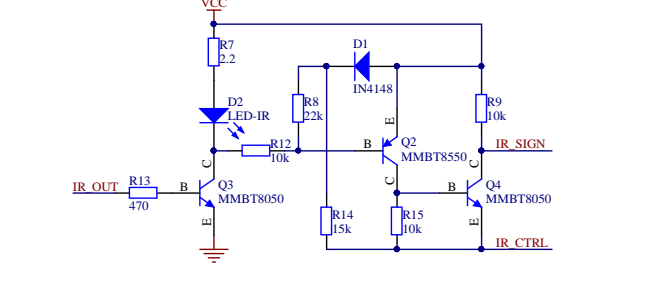 VCC
R7
2.2
D1
IN4148
D2
LED-IR
R8
22k
R9
10k
E
Q2
MMBT8550
B
C
R12
10k
IR_SIGN
C
Q3
MMBT8050
B
E
IR_OUT
R13
470
C
Q4
MMBT8050
B
E
R14
15k
R15
10k
IR_CTRL